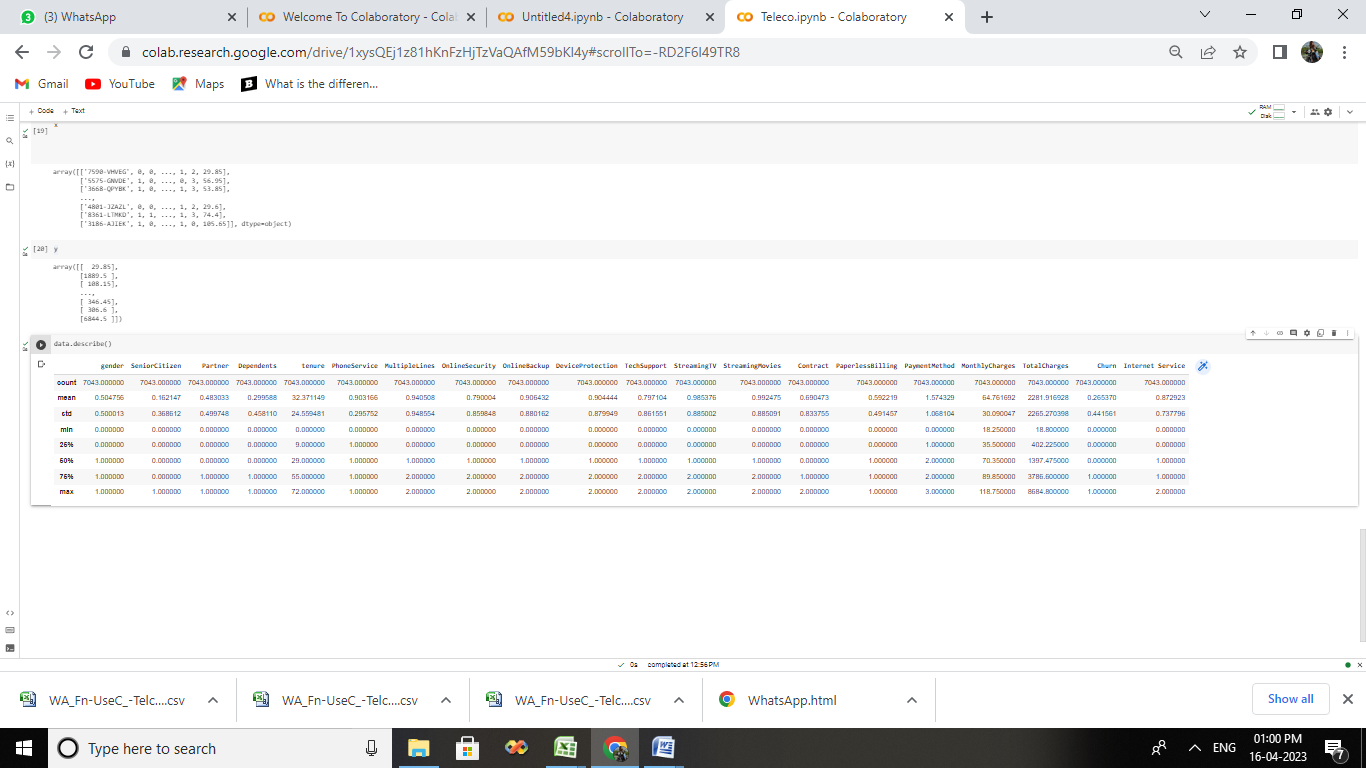 (3) WhatsApp
Welcome To Colaboratory - Cola
Untitled4.ipynb - Colaboratory
Teleco.ipynb - Colaboratory
colab.research.google.com/drive/1xysQEj1z81hKnFzHjTzVaQAfM59bKI4y#scrollTo=-RD2F6I49TR8
Gmail YouTube Maps What is the differen...
+ Code + Text RAM Disk
[19] x
array([['7590-VHVEG', 0, 0, ..., 1, 2, 29.85],
['5575-GNVDE', 1, 0, ..., 0, 3, 56.95],
['3668-QPYBK', 1, 0, ..., 1, 3, 53.85],
...,
['4801-JZAZL', 0, 0, ..., 1, 2, 29.6],
['8361-LTMKD', 1, 1, ..., 1, 3, 74.4],
['3186-AJIEK', 1, 0, ..., 1, 0, 105.65]], dtype=object)
[20] y
array([[ 29.85],
[1889.5 ],
[ 108.15],
...,
[ 346.45],
[ 306.6 ],
[6844.5 ]])
data.describe()
gender SeniorCitizen Partner Dependents tenure PhoneService MultipleLines OnlineSecurity OnlineBackup DeviceProtection TechSupport StreamingTV StreamingMovies Contract PaperlessBilling PaymentMethod MonthlyCharges TotalCharges Churn Internet Service
count 7043.000000 7043.000000 7043.000000 7043.000000 7043.000000 7043.000000 7043.000000 7043.000000 7043.000000 7043.000000 7043.000000 7043.000000 7043.000000 7043.000000 7043.000000 7043.000000 7043.000000 7043.000000 7043.000000 7043.000000
mean 0.504756 0.162147 0.483033 0.299588 32.371149 0.903166 0.940508 0.790004 0.906432 0.904444 0.797104 0.985376 0.992475 0.690473 0.592219 1.574329 64.761692 2281.916928 0.265370 0.872923
std 0.500013 0.368612 0.499748 0.458110 24.559481 0.295752 0.948554 0.859848 0.880162 0.879949 0.861551 0.885002 0.885091 0.833755 0.491457 1.068104 30.090047 2265.270398 0.441561 0.737796
min 0.000000 0.000000 0.000000 0.000000 0.000000 0.000000 0.000000 0.000000 0.000000 0.000000 0.000000 0.000000 0.000000 0.000000 0.000000 0.000000 18.250000 18.800000 0.000000 0.000000
25% 0.000000 0.000000 0.000000 0.000000 9.000000 1.000000 0.000000 0.000000 0.000000 0.000000 0.000000 0.000000 0.000000 0.000000 0.000000 1.000000 35.500000 402.225000 0.000000 0.000000
50% 1.000000 0.000000 0.000000 0.000000 29.000000 1.000000 1.000000 1.000000 1.000000 1.000000 1.000000 1.000000 1.000000 0.000000 1.000000 2.000000 70.350000 1397.475000 0.000000 1.000000
75% 1.000000 0.000000 1.000000 1.000000 55.000000 1.000000 2.000000 2.000000 2.000000 2.000000 2.000000 2.000000 2.000000 1.000000 1.000000 2.000000 89.850000 3786.600000 1.000000 1.000000
max 1.000000 1.000000 1.000000 1.000000 72.000000 1.000000 2.000000 2.000000 2.000000 2.000000 2.000000 2.000000 2.000000 2.000000 1.000000 3.000000 118.750000 8684.800000 1.000000 2.000000
0s completed at 12:56 PM
WA_Fn-UseC_-Telc....csv WA_Fn-UseC_-Telc....csv WA_Fn-UseC_-Telc....csv WhatsApp.html Show all
Type here to search
ENG
01:00 PM
16-04-2023
7